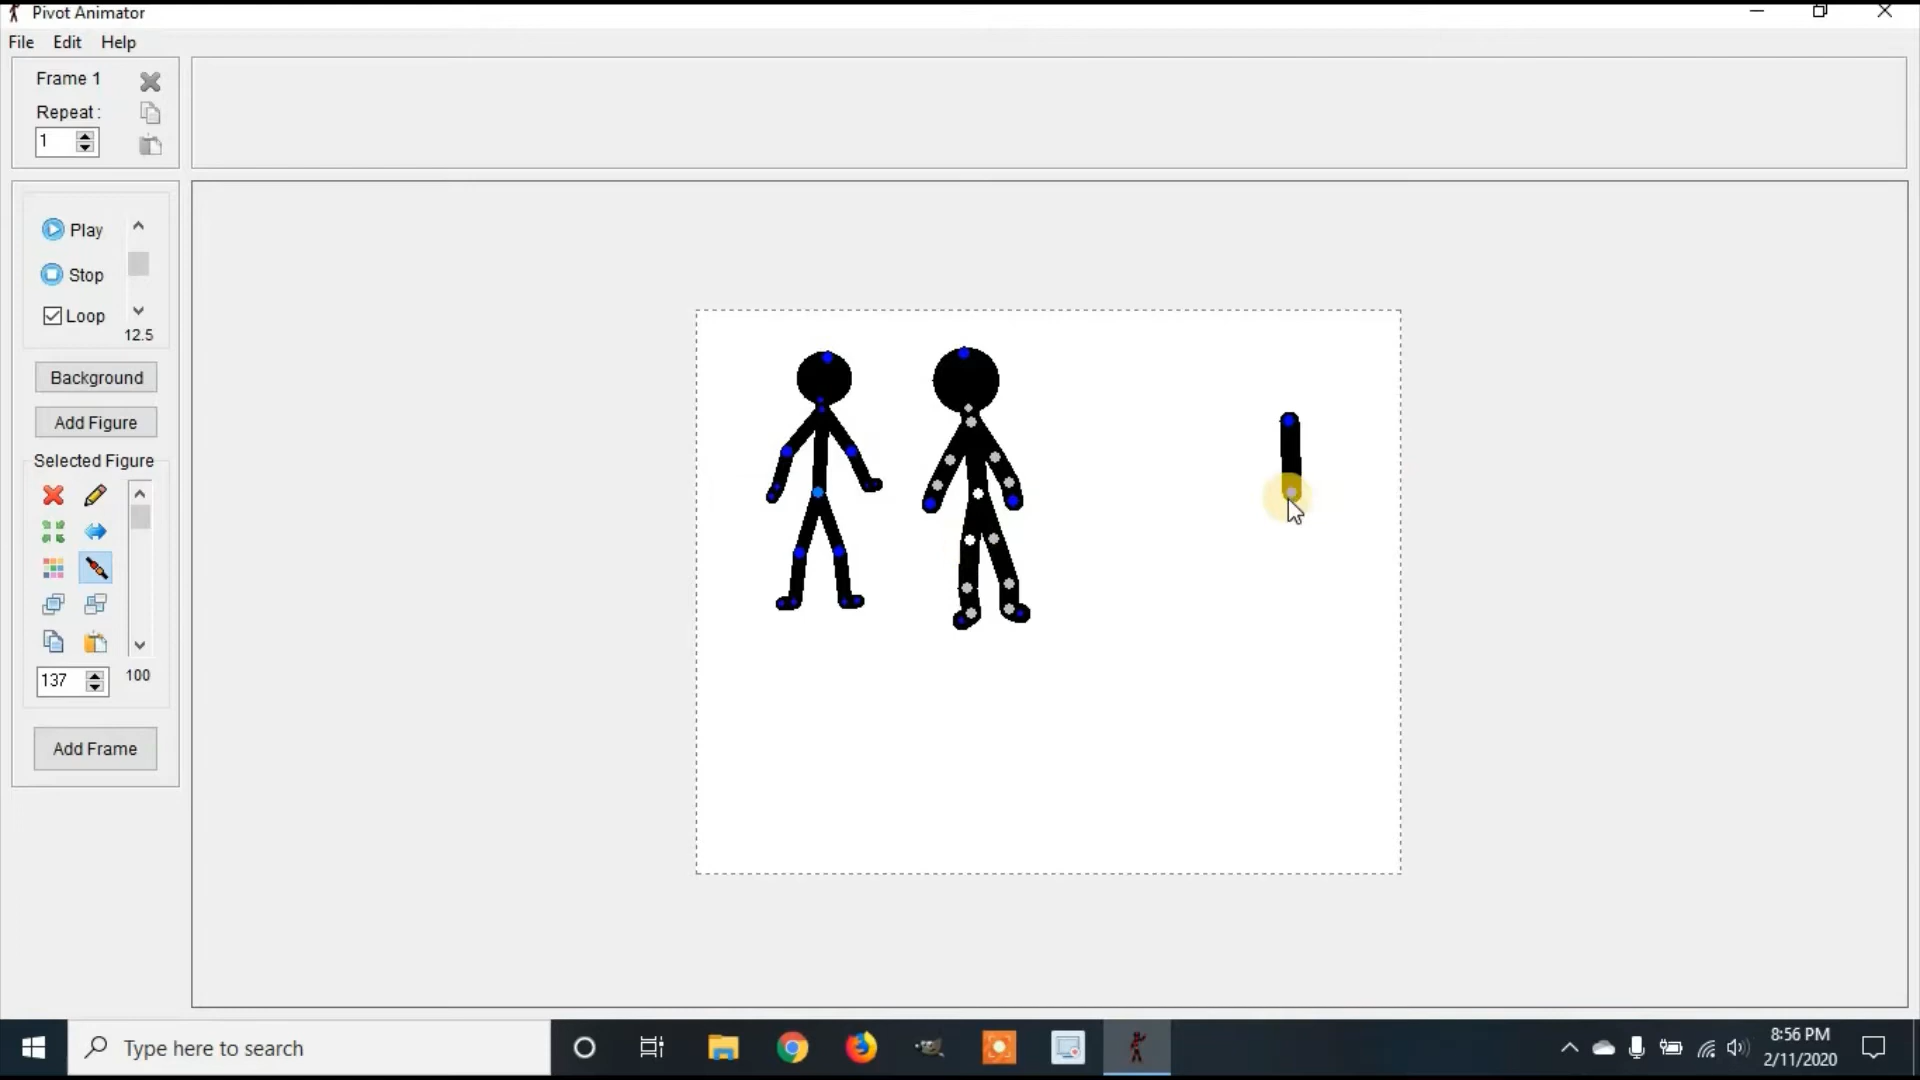 Pivot Animator
File Edit Help
Frame 1
Repeat :
1
Play
Stop
Loop
12.5
Background
Add Figure
Selected Figure
137
100
Add Frame
Type here to search
8:56 PM
2/11/2020